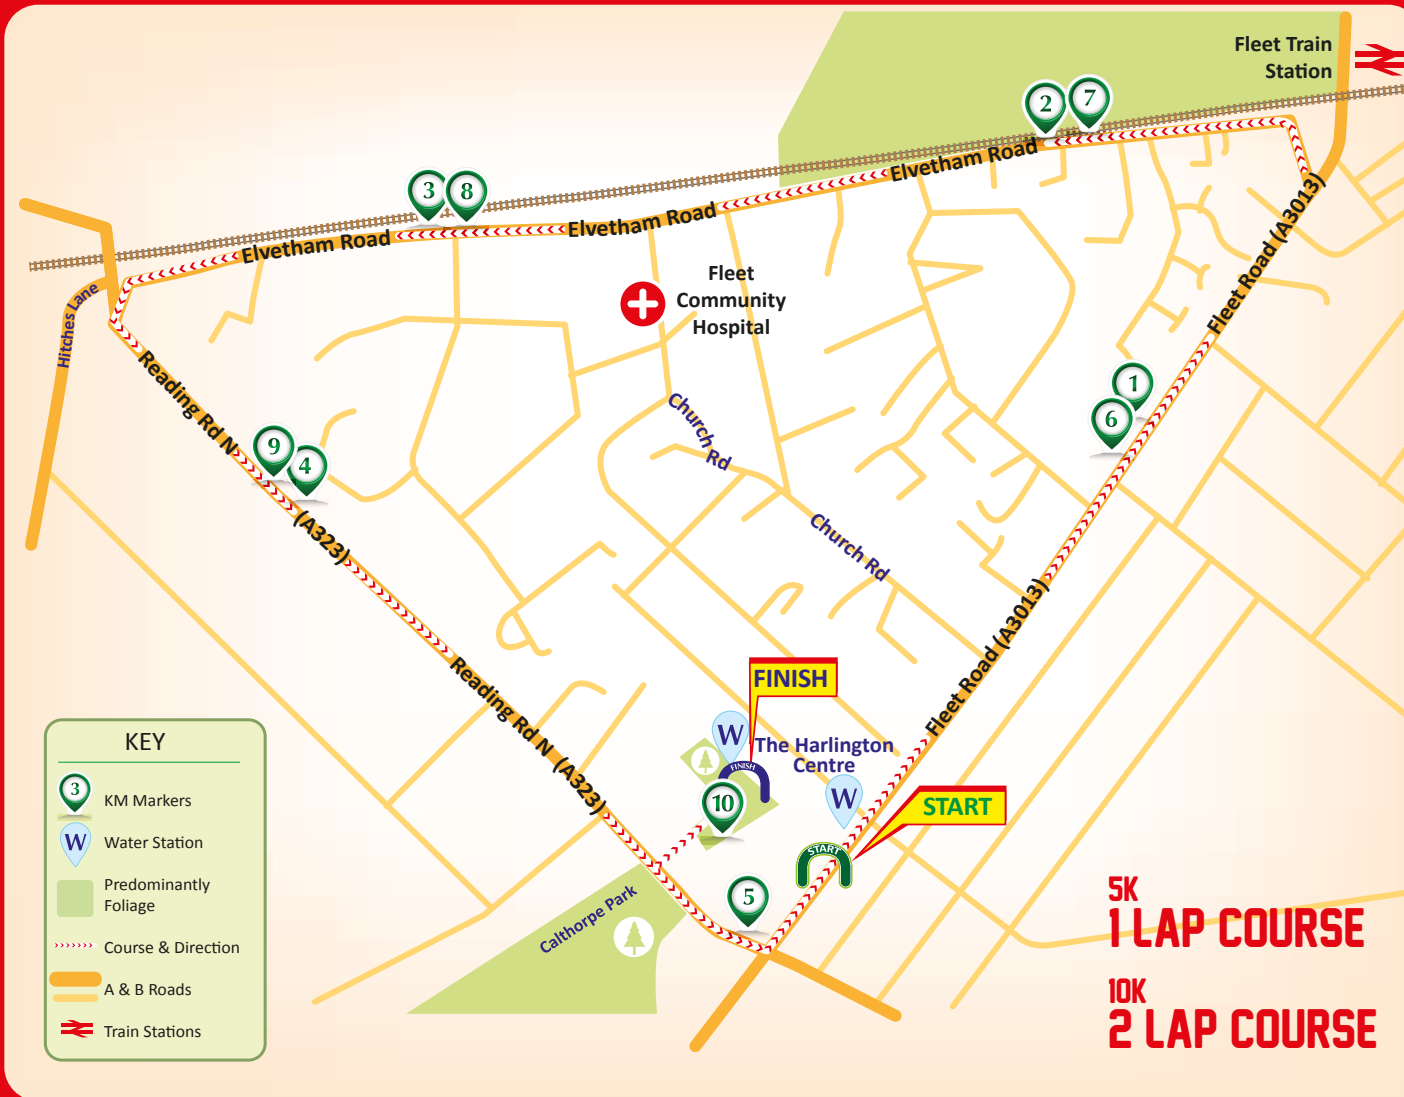 Fleet Train
Station
2
7
Elvetham Road
3
8
Elvetham Road
Elvetham Road
Fleet Road (A3013)
Hitches Lane
Fleet
Community
Hospital
Reading Rd N
1
6
Church
Rd
9
4
(A323)
Church Rd
Fleet Road (A3013)
FINISH
Reading Rd N (A323)
W
The Harlington
Centre
FINISH
10
W
START
START
5
Calthorpe Park
KEY
3
KM Markers
W
Water Station
Predominantly
Foliage
Course & Direction
A & B Roads
Train Stations
5K
1 LAP COURSE
10K
2 LAP COURSE